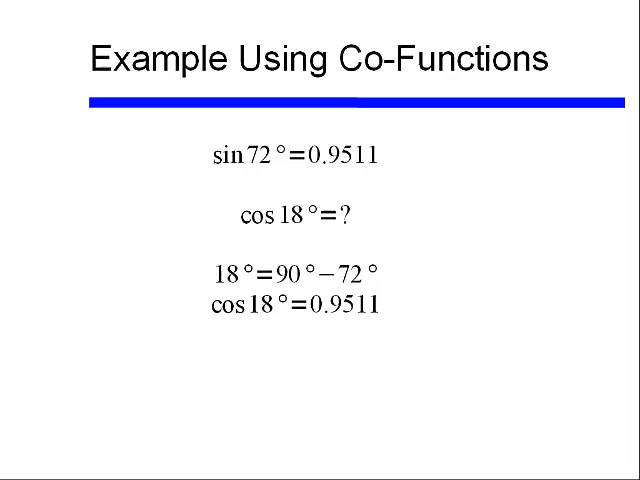 Example Using Co-Functions
sin 72°=0.9511
cos 18°=?
18°=90°−72°
cos 18°=0.9511